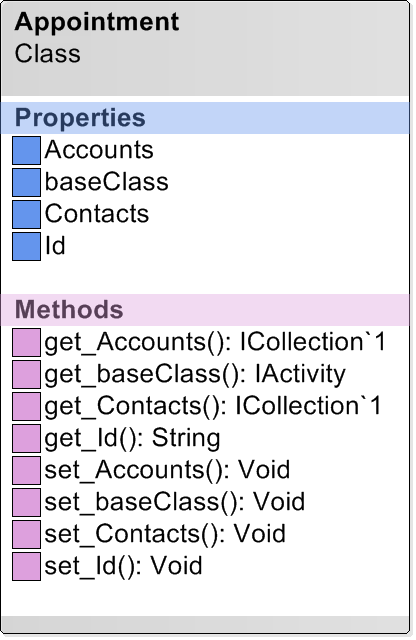 Appointment
Class
Properties
Accounts
baseClass
Contacts
Id
Methods
get_Accounts(): ICollection`1
get_baseClass(): IActivity
get_Contacts(): ICollection`1
get_Id(): String
set_Accounts(): Void
set_baseClass(): Void
set_Contacts(): Void
set_Id(): Void